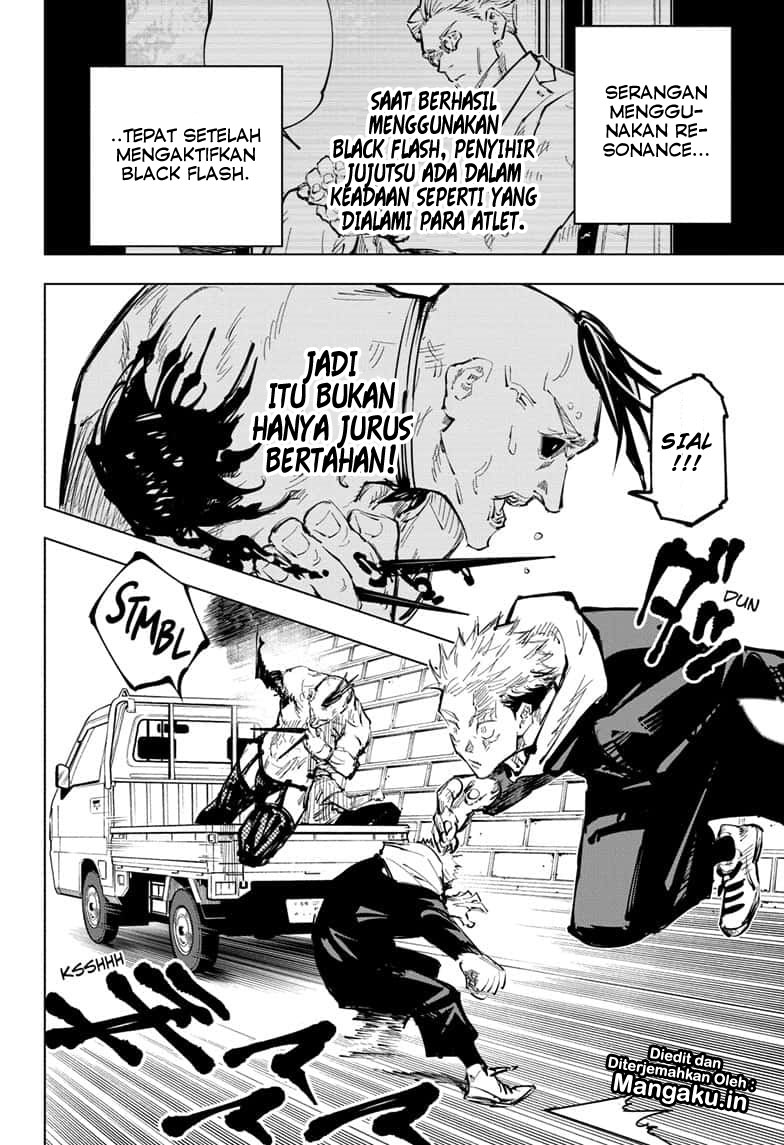 SERANGAN
MENGGU-
NAKAN RE-
SONANCE...
SAAT BERHASIL
MENGGUNAKAN
BLACK FLASH, PENYIHIR
JUJUTSU ADA DALAM
KEADAAN SEPERTI YANG
DIALAMI PARA ATLET.
..TEPAT SETELAH
MENGAKTIFKAN
BLACK FLASH.
JADI
ITU BUKAN
HANYA JURUS
BERTAHAN!
SIAL
!!!
DUN
STMBL
KSSHHH
Diedit dan
Diterjemahkan Oleh :
Mangaku.in